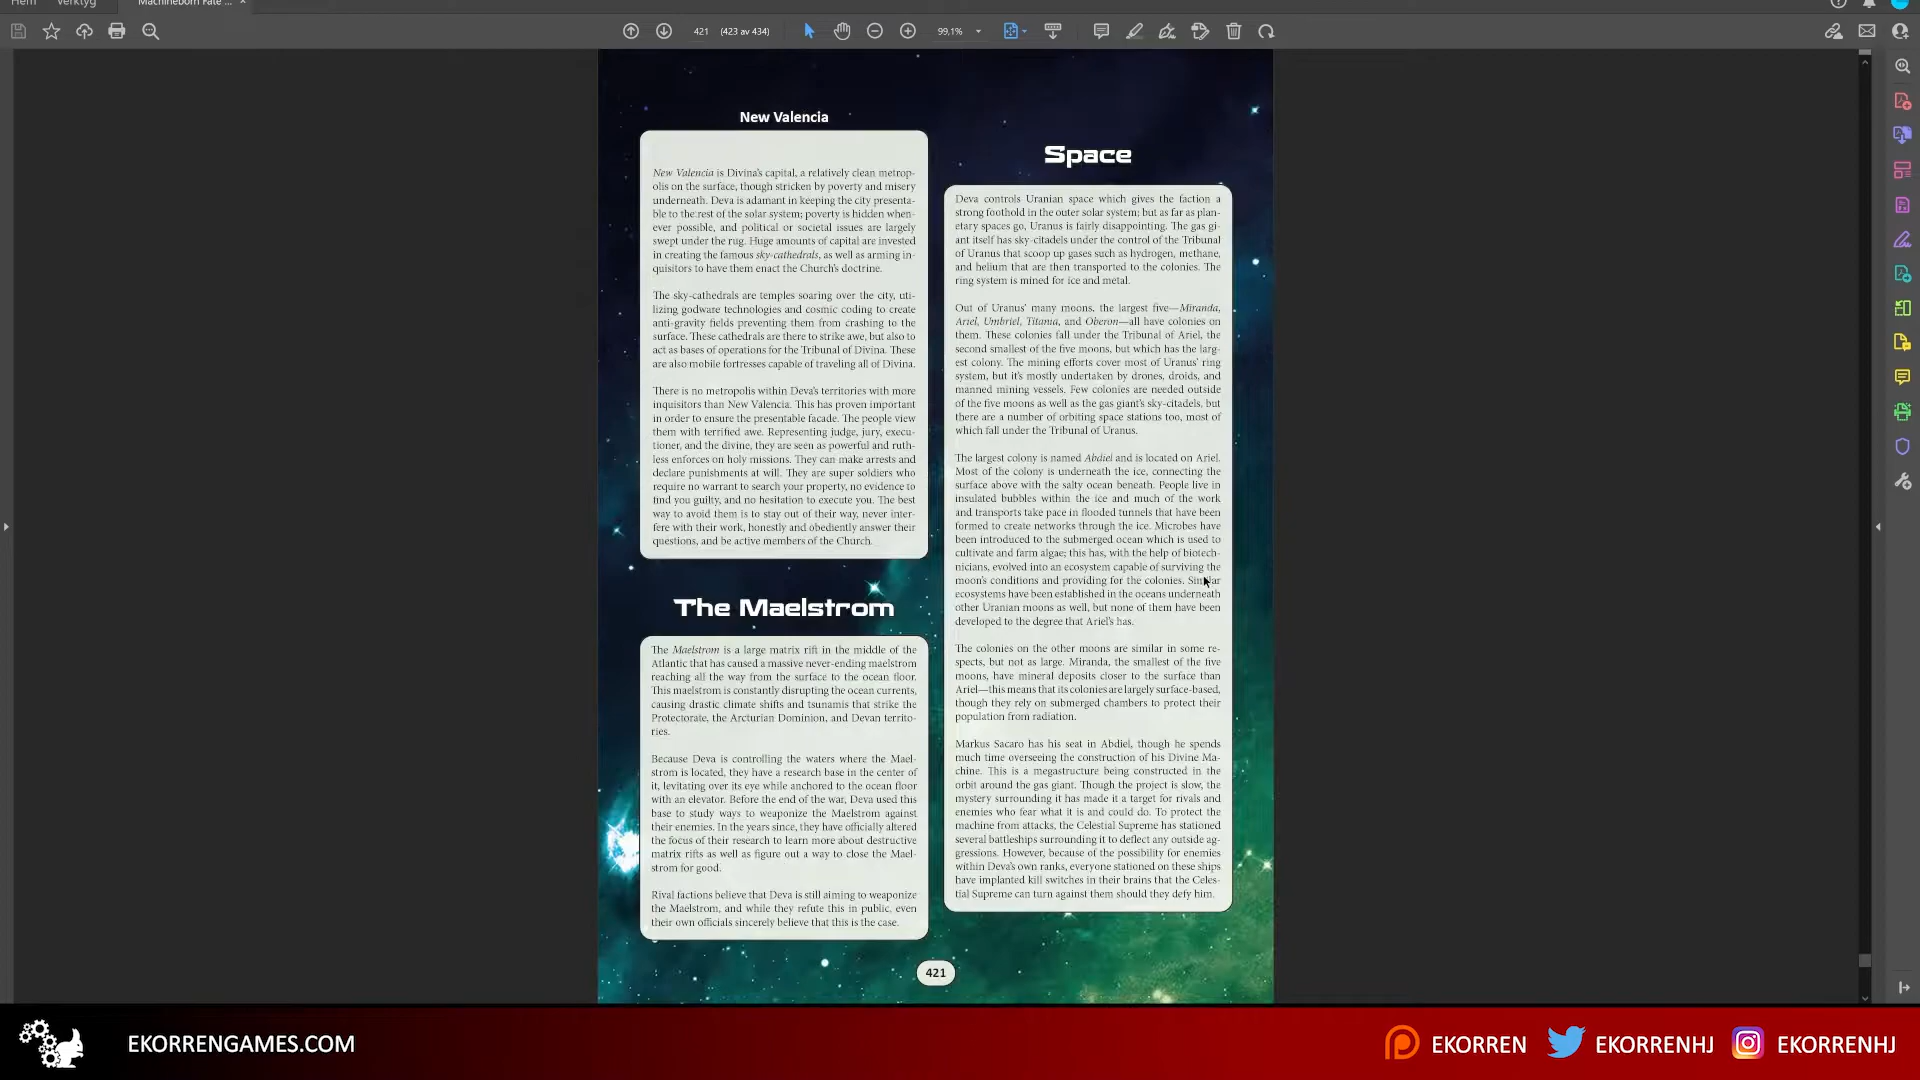 Hem
Verktyg
Machineborn Fate ...
421 (423 av 434)
99,1%
New Valencia
New Valencia is Divina's capital, a relatively clean metrop-
olis on the surface, though stricken by poverty and misery
underneath. Deva is adamant in keeping the city presenta-
ble to the rest of the solar system; poverty is hidden when-
ever possible, and political or societal issues are largely
swept under the rug. Huge amounts of capital are invested
in creating the famous sky-cathedrals, as well as arming in-
quisitors to have them enact the Church's doctrine.
The sky-cathedrals are temples soaring over the city, uti-
lizing godware technologies and cosmic coding to create
anti-gravity fields preventing them from crashing to the
surface. These cathedrals are there to strike awe, but also to
act as bases of operations for the Tribunal of Divina. These
are also mobile fortresses capable of traveling all of Divina.
There is no metropolis within Deva's territories with more
inquisitors than New Valencia. This has proven important
in order to ensure the presentable facade. The people view
them with terrified awe. Representing judge, jury, execu-
tioner, and the divine, they are seen as powerful and ruth-
less enforces on holy missions. They can make arrests and
declare punishments at will. They are super soldiers who
require no warrant to search your property, no evidence to
find you guilty, and no hesitation to execute you. The best
way to avoid them is to stay out of their way, never inter-
fere with their work, honestly and obediently answer their
questions, and be active members of the Church.
The Maelstrom
The Maelstrom is a large matrix rift in the middle of the
Atlantic that has caused a massive never-ending maelstrom
reaching all the way from the surface to the ocean floor.
This maelstrom is constantly disrupting the ocean currents,
causing drastic climate shifts and tsunamis that strike the
Protectorate, the Arcturian Dominion, and Devan territo-
ries.
Because Deva is controlling the waters where the Mael-
strom is located, they have a research base in the center of
it, levitating over its eye while anchored to the ocean floor
with an elevator. Before the end of the war, Deva used this
base to study ways to weaponize the Maelstrom against
their enemies. In the years since, they have officially altered
the focus of their research to learn more about destructive
matrix rifts as well as figure out a way to close the Mael-
strom for good.
Rival factions believe that Deva is still aiming to weaponize
the Maelstrom, and while they refute this in public, even
their own officials sincerely believe that this is the case.
Space
Deva controls Uranian space which gives the faction a
strong foothold in the outer solar system; but as far as plan-
etary spaces go, Uranus is fairly disappointing. The gas gi-
ant itself has sky-citadels under the control of the Tribunal
of Uranus that scoop up gases such as hydrogen, methane,
and helium that are then transported to the colonies. The
ring system is mined for ice and metal.
Out of Uranus' many moons, the largest five—Miranda,
Ariel, Umbriel, Titania, and Oberon—all have colonies on
them. These colonies fall under the Tribunal of Ariel, the
second smallest of the five moons, but which has the larg-
est colony. The mining efforts cover most of Uranus' ring
system, but it's mostly undertaken by drones, droids, and
manned mining vessels. Few colonies are needed outside
of the five moons as well as the gas giant's sky-citadels, but
there are a number of orbiting space stations too, most of
which fall under the Tribunal of Uranus.
The largest colony is named Abdiel and is located on Ariel.
Most of the colony is underneath the ice, connecting the
surface above with the salty ocean beneath. People live in
insulated bubbles within the ice and much of the work
and transports take pace in flooded tunnels that have been
formed to create networks through the ice. Microbes have
been introduced to the submerged ocean which is used to
cultivate and farm algae; this has, with the help of biotech-
nicians, evolved into an ecosystem capable of surviving the
moon's conditions and providing for the colonies. Similar
ecosystems have been established in the oceans underneath
other Uranian moons as well, but none of them have been
developed to the degree that Ariel's has.
The colonies on the other moons are similar in some re-
spects, but not as large. Miranda, the smallest of the five
moons, have mineral deposits closer to the surface than
Ariel—this means that its colonies are largely surface-based,
though they rely on submerged chambers to protect their
population from radiation.
Markus Sacaro has his seat in Abdiel, though he spends
much time overseeing the construction of his Divine Ma-
chine. This is a megastructure being constructed in the
orbit around the gas giant. Though the project is slow, the
mystery surrounding it has made it a target for rivals and
enemies who fear what it is and could do. To protect the
machine from attacks, the Celestial Supreme has stationed
several battleships surrounding it to deflect any outside ag-
gressions. However, because of the possibility for enemies
within Deva's own ranks, everyone stationed on these ships
have implanted kill switches in their brains that the Celes-
tial Supreme can turn against them should they defy him.
421
EKORRENGAMES.COM
EKORREN
EKORRENHJ
EKORRENHJ